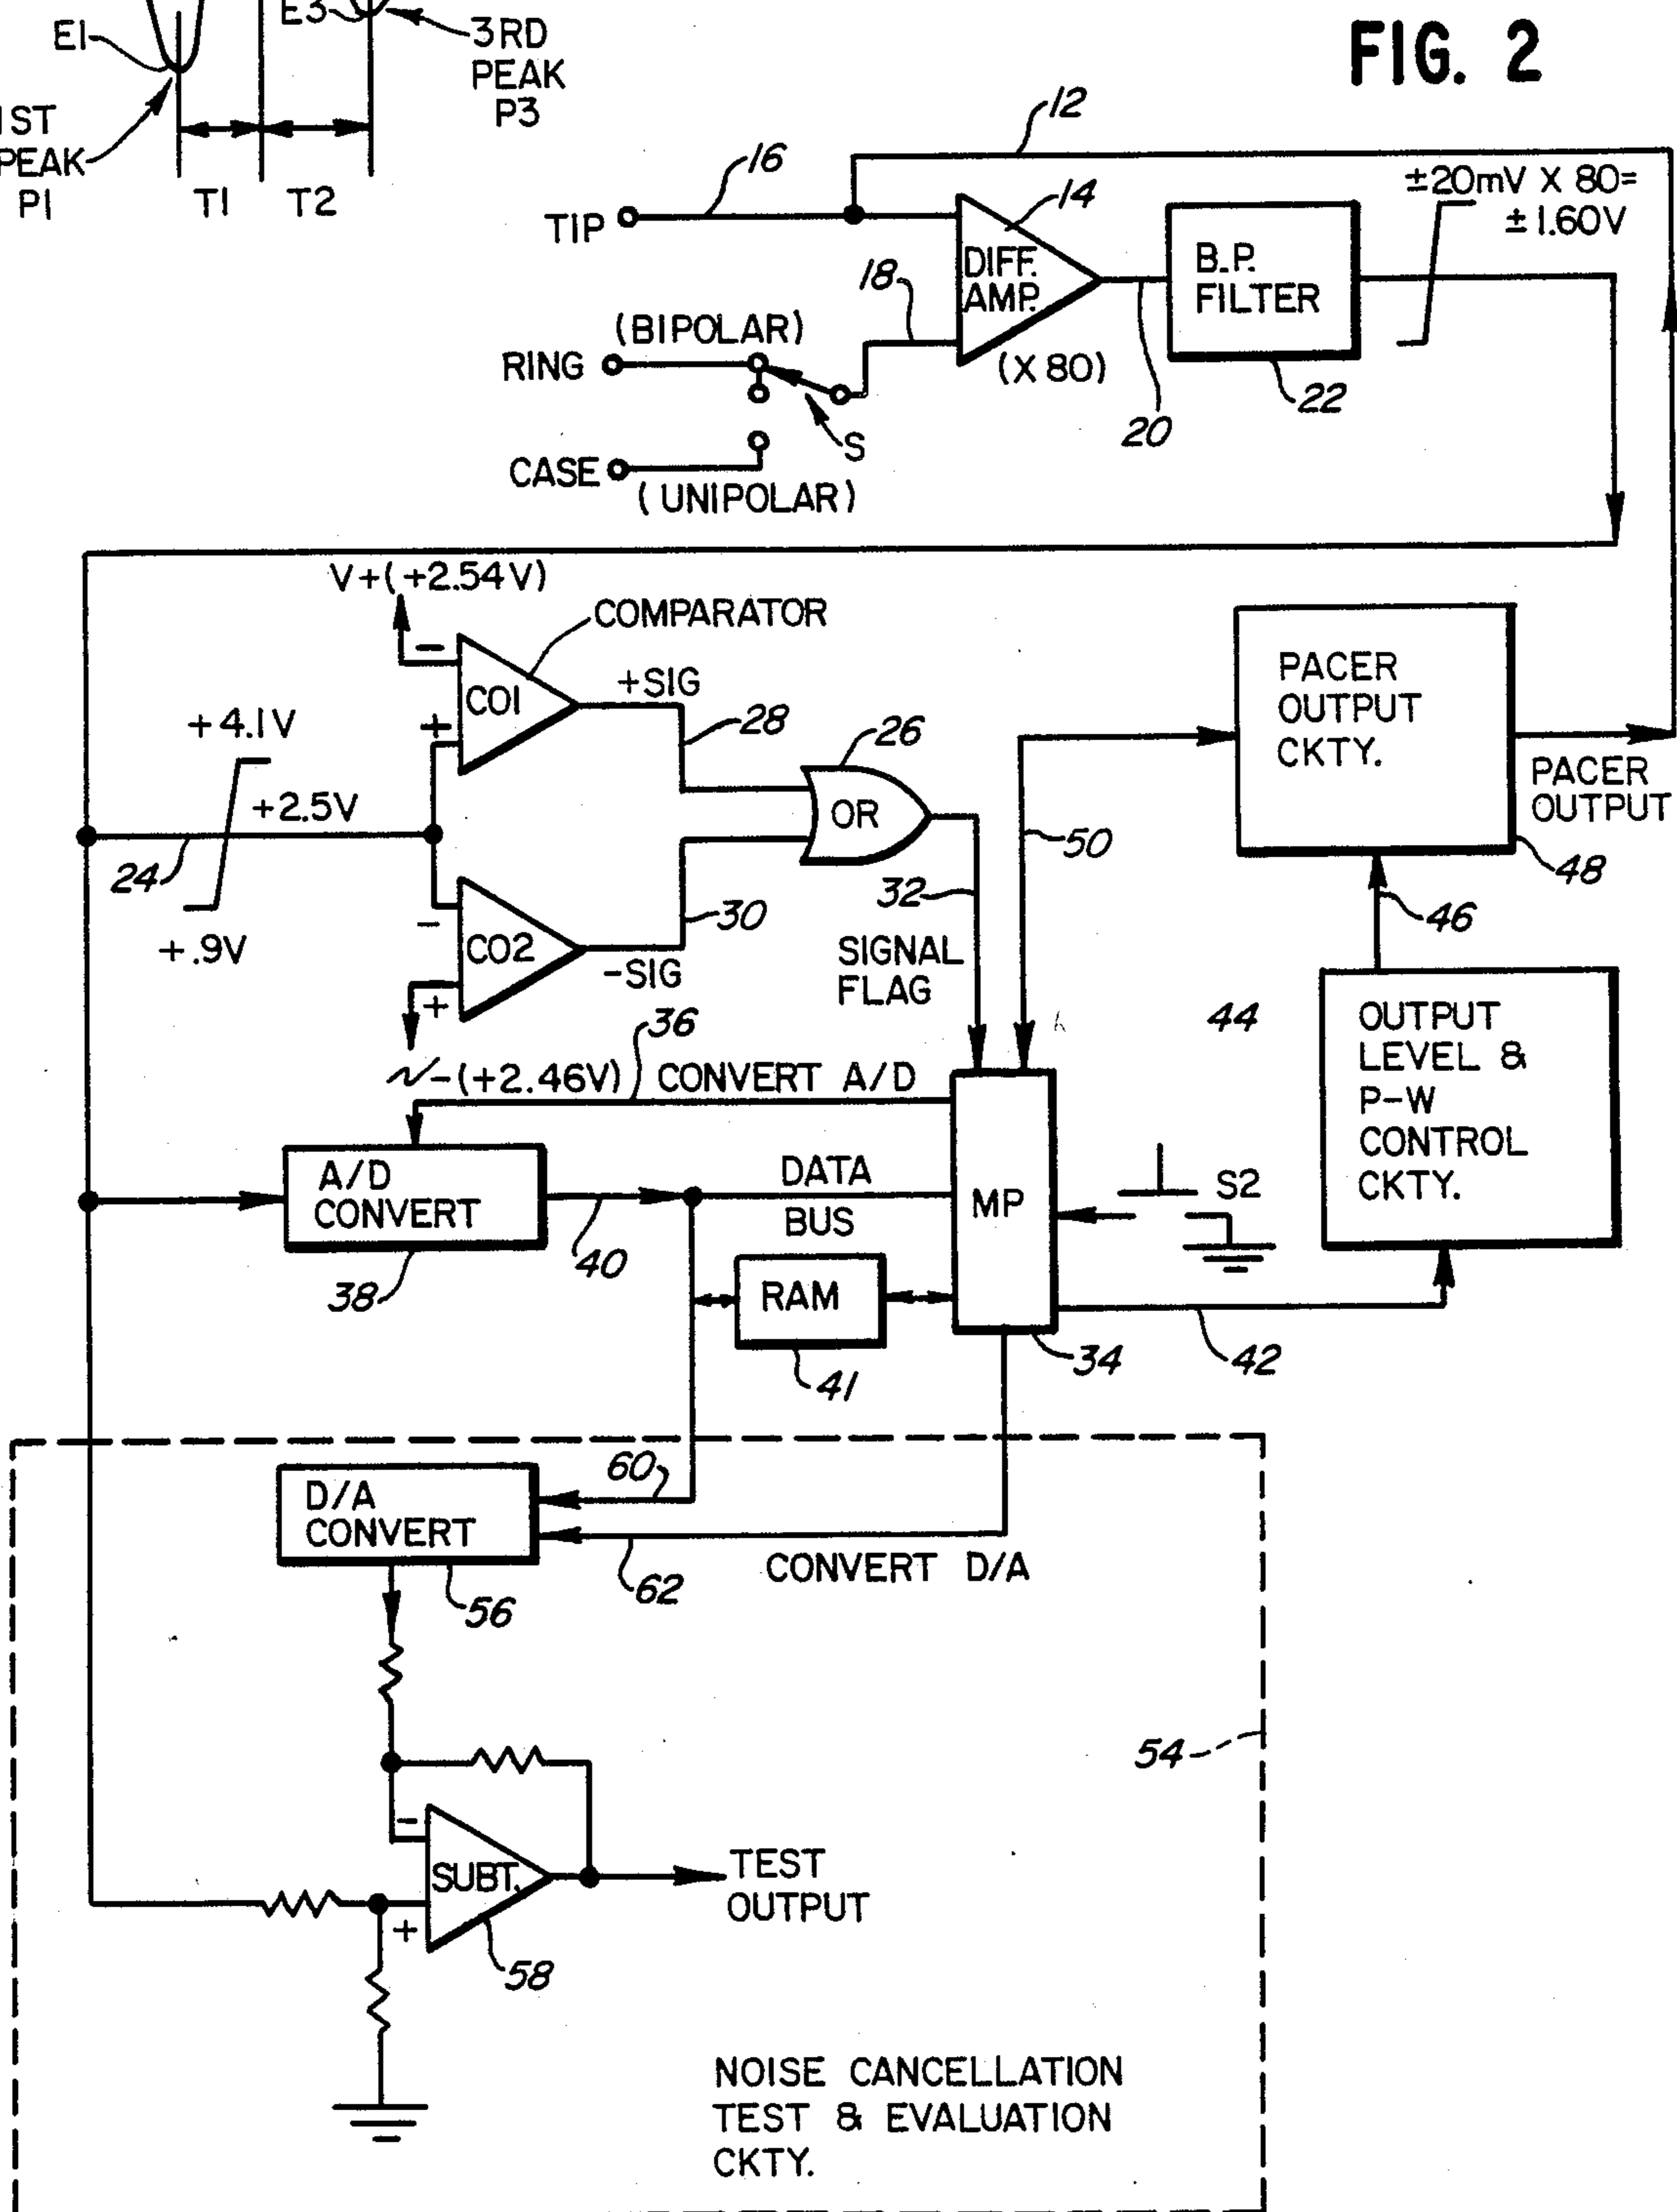 FIG. 2
E1
E3
3RD
PEAK
P3
1ST
PEAK
P1
T1
T2
12
16
TIP
14
DIFF.
AMP.
(X 80)
18
20
B.P.
FILTER
22
±20mV X 80=
±1.60V
(BIPOLAR)
RING
S
CASE
(UNIPOLAR)
V+(+2.54V)
COMPARATOR
−
CO1
+
+SIG
28
26
OR
+4.1V
+2.5V
24
+.9V
−
CO2
+
−SIG
30
32
SIGNAL
FLAG
50
PACER
OUTPUT
CKTY.
PACER
OUTPUT
48
46
44
OUTPUT
LEVEL &
P-W
CONTROL
CKTY.
-(+2.46V)
36
CONVERT A/D
A/D
CONVERT
38
40
DATA
BUS
MP
S2
RAM
41
34
42
60
D/A
CONVERT
56
62
CONVERT D/A
54
−
SUBT.
+
58
TEST
OUTPUT
NOISE CANCELLATION
TEST & EVALUATION
CKTY.